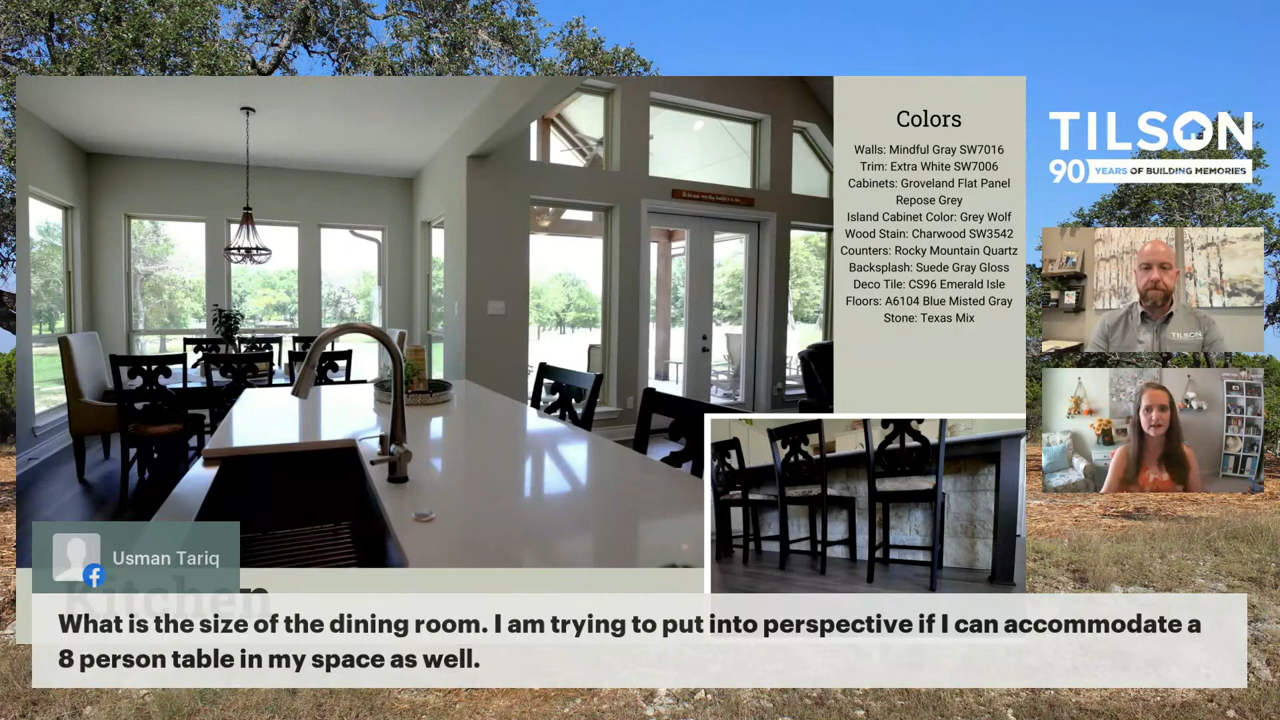 Colors
Walls: Mindful Gray SW7016
Trim: Extra White SW7006
Cabinets: Groveland Flat Panel
Repose Grey
Island Cabinet Color: Grey Wolf
Wood Stain: Charwood SW3542
Counters: Rocky Mountain Quartz
Backsplash: Suede Gray Gloss
Deco Tile: CS96 Emerald Isle
Floors: A6104 Blue Misted Gray
Stone: Texas Mix
TILSON
90 YEARS OF BUILDING MEMORIES
TILSON
Usman Tariq
Kitchen
What is the size of the dining room. I am trying to put into perspective if I can accommodate a
8 person table in my space as well.